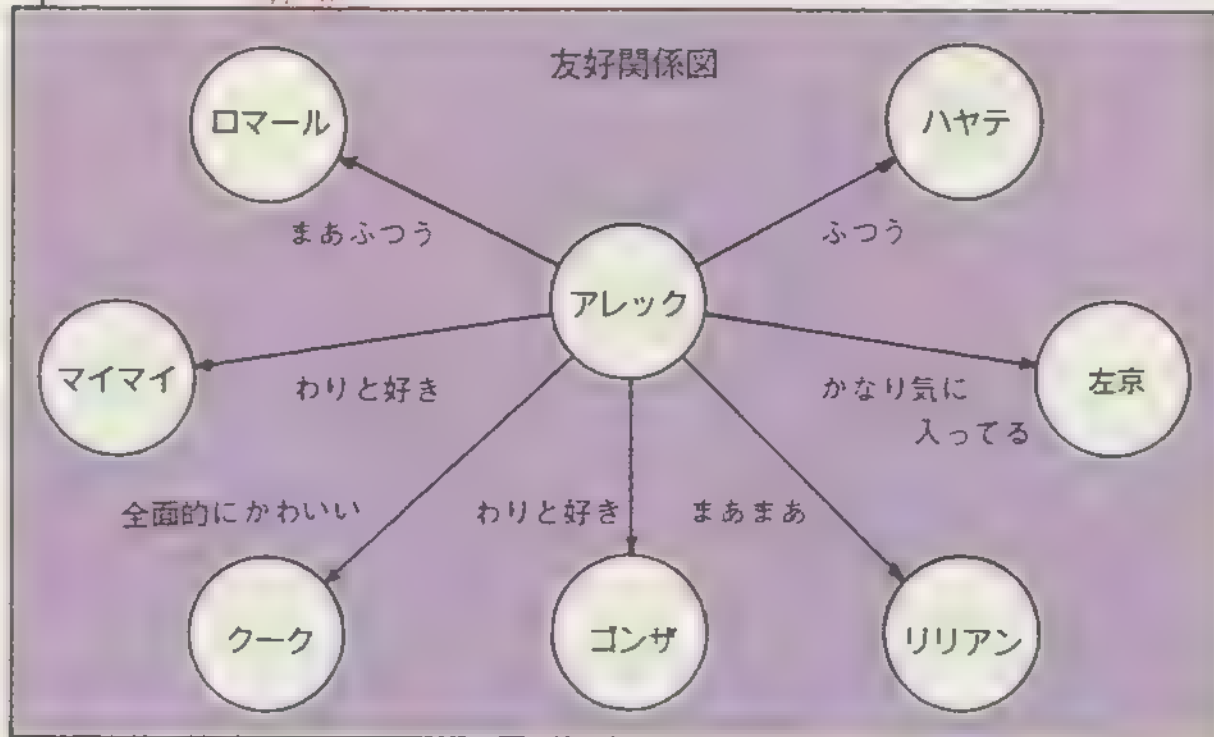 友好関係図
ロマール
ハヤテ
まあふつう
ふつう
アレック
マイマイ
わりと好き
かなり気に
入ってる
左京
全面的にかわいい
わりと好き
まあまあ
クーク
ゴンザ
リリアン